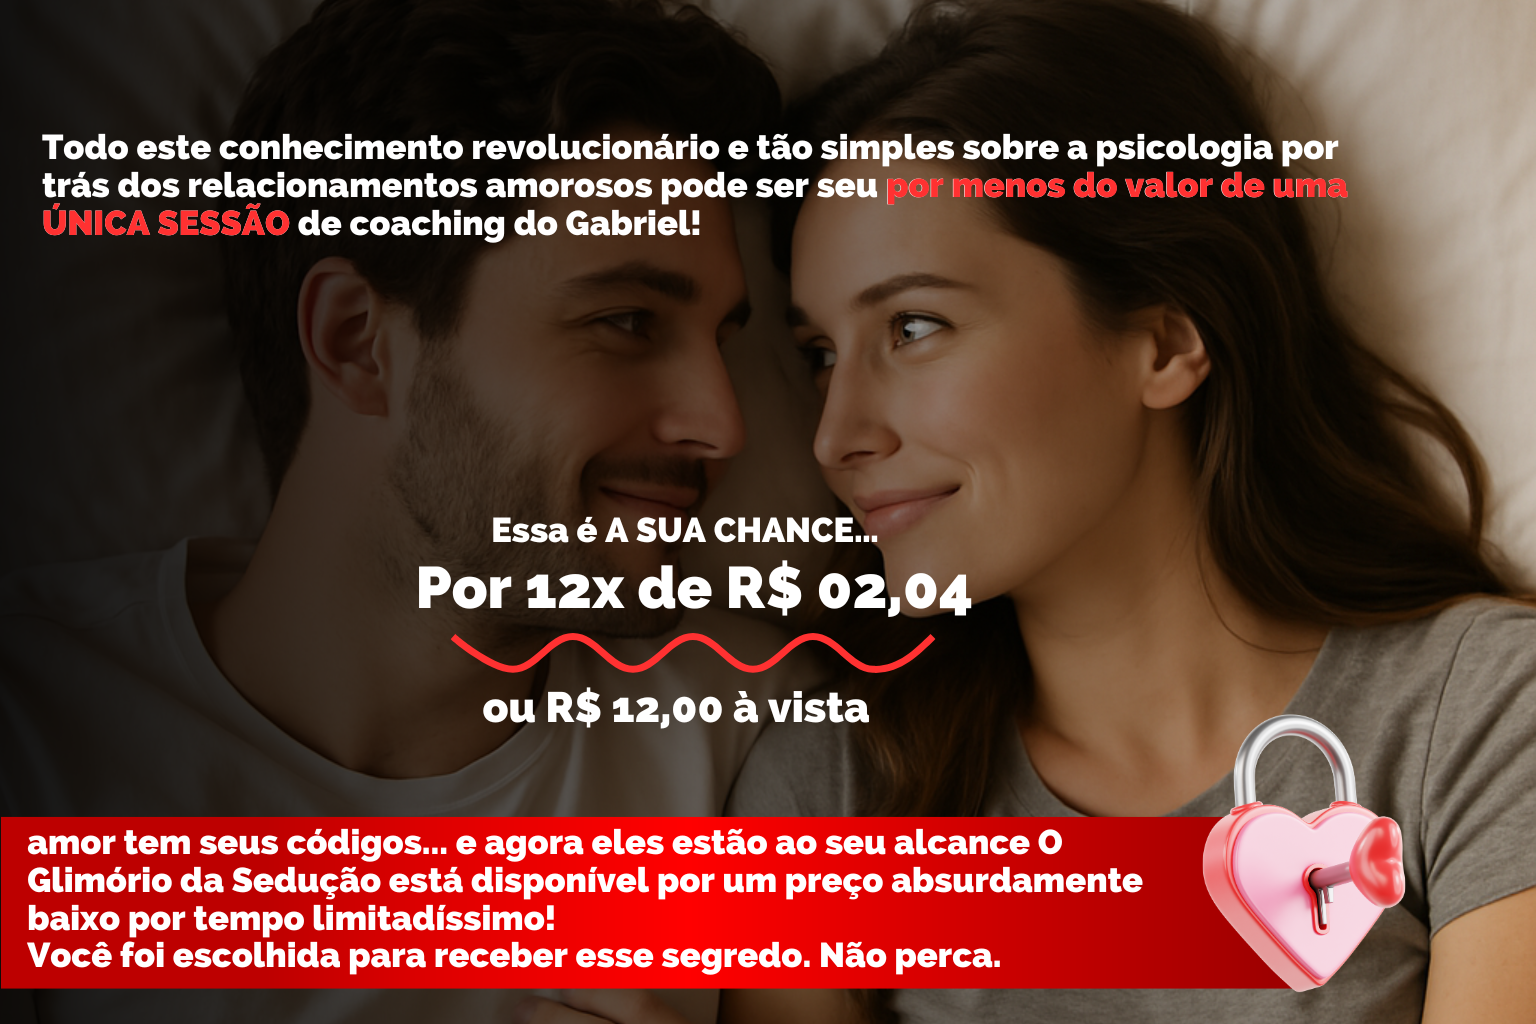 Todo este conhecimento revolucionário e tão simples sobre a psicologia por
trás dos relacionamentos amorosos pode ser seu por menos do valor de uma
ÚNICA SESSÃO de coaching do Gabriel!
Essa é A SUA CHANCE...
Por 12x de R$ 02,04
ou R$ 12,00 à vista
amor tem seus códigos... e agora eles estão ao seu alcance O
Glimório da Sedução está disponível por um preço absurdamente
baixo por tempo limitadíssimo!
Você foi escolhida para receber esse segredo. Não perca.